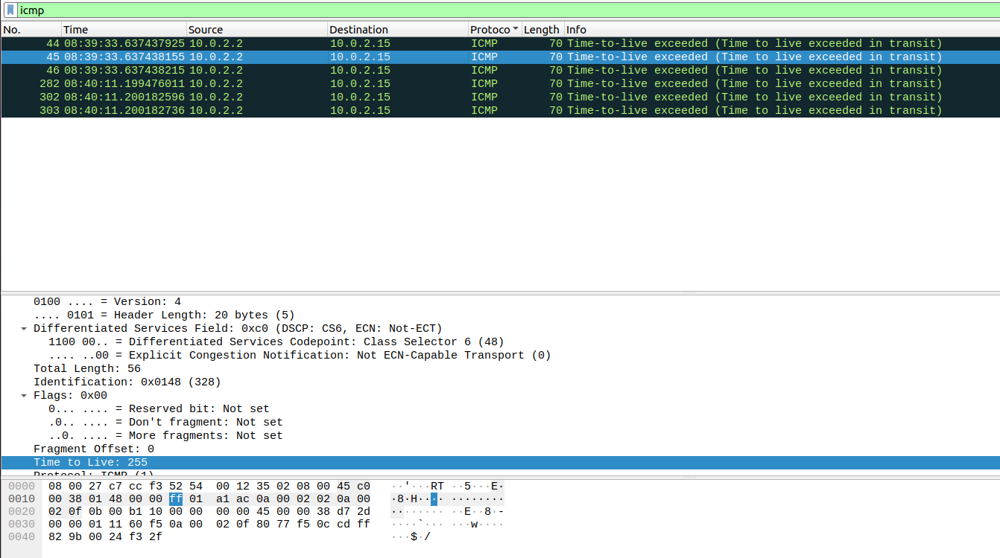 icmp
No. Time Source Destination Protoco Length Info
44 08:39:33.637437925 10.0.2.2 10.0.2.15 ICMP 70 Time-to-live exceeded (Time to live exceeded in transit)
45 08:39:33.637438155 10.0.2.2 10.0.2.15 ICMP 70 Time-to-live exceeded (Time to live exceeded in transit)
46 08:39:33.637438215 10.0.2.2 10.0.2.15 ICMP 70 Time-to-live exceeded (Time to live exceeded in transit)
282 08:40:11.199476011 10.0.2.2 10.0.2.15 ICMP 70 Time-to-live exceeded (Time to live exceeded in transit)
302 08:40:11.200182596 10.0.2.2 10.0.2.15 ICMP 70 Time-to-live exceeded (Time to live exceeded in transit)
303 08:40:11.200182736 10.0.2.2 10.0.2.15 ICMP 70 Time-to-live exceeded (Time to live exceeded in transit)
0100 .... = Version: 4
.... 0101 = Header Length: 20 bytes (5)
Differentiated Services Field: 0xc0 (DSCP: CS6, ECN: Not-ECT)
1100 00.. = Differentiated Services Codepoint: Class Selector 6 (48)
.... ..00 = Explicit Congestion Notification: Not ECN-Capable Transport (0)
Total Length: 56
Identification: 0x0148 (328)
Flags: 0x00
0... .... = Reserved bit: Not set
.0.. .... = Don't fragment: Not set
..0. .... = More fragments: Not set
Fragment Offset: 0
Time to Live: 255
Protocol: ICMP (1)
0000 08 00 27 c7 cc f3 52 54 00 12 35 02 08 00 45 c0 ··'···RT ··5···E·
0010 00 38 01 48 00 00 ff 01 a1 ac 0a 00 02 02 0a 00 ·8·H···· ········
0020 02 0f 0b 00 b1 10 00 00 00 00 45 00 00 38 d7 2d ········ ··E··8·-
0030 00 00 01 11 60 f5 0a 00 02 0f 80 77 f5 0c cd ff ····`··· ···w····
0040 82 9b 00 24 f3 2f ···$·/